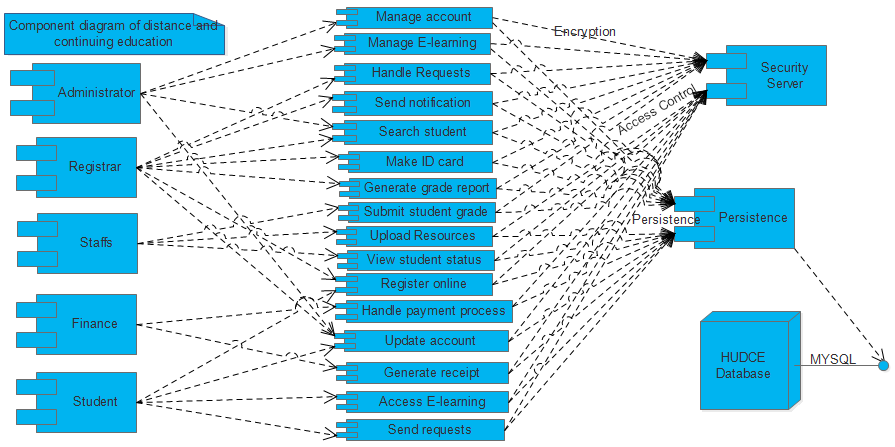 Component diagram of distance and
continuing education
Administrator
Registrar
Staffs
Finance
Student
Manage account
Manage E-learning
Handle Requests
Send notification
Search student
Make ID card
Generate grade report
Submit student grade
Upload Resources
View student status
Register online
Handle payment process
Update account
Generate receipt
Access E-learning
Send requests
Encryption
Access Control
Persistence
Security
Server
Persistence
HUDCE
Database
MYSQL